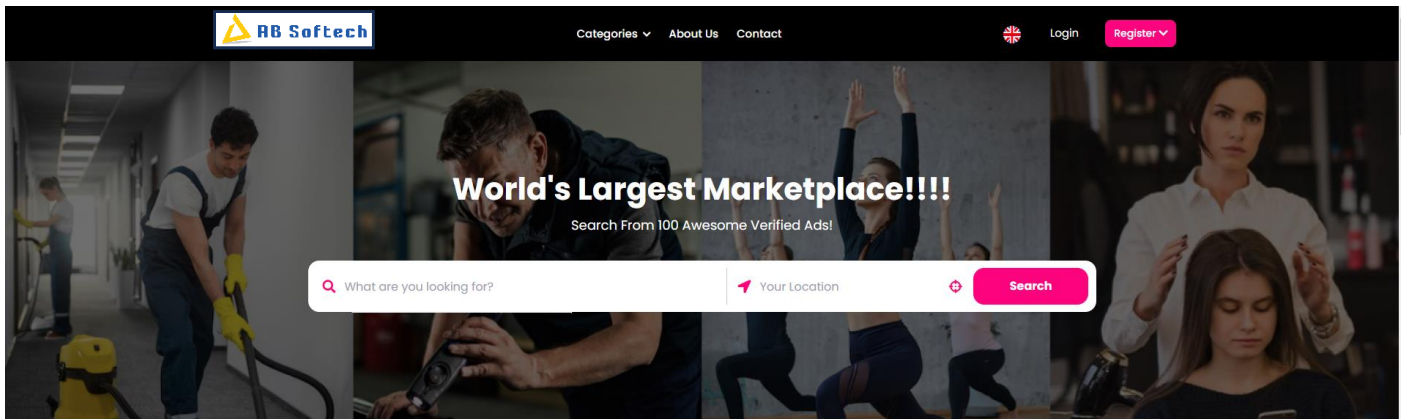 AB Softech
Categories About Us Contact
Login
Register
World's Largest Marketplace!!!!
Search From 100 Awesome Verified Ads!
What are you looking for?
Your Location
Search